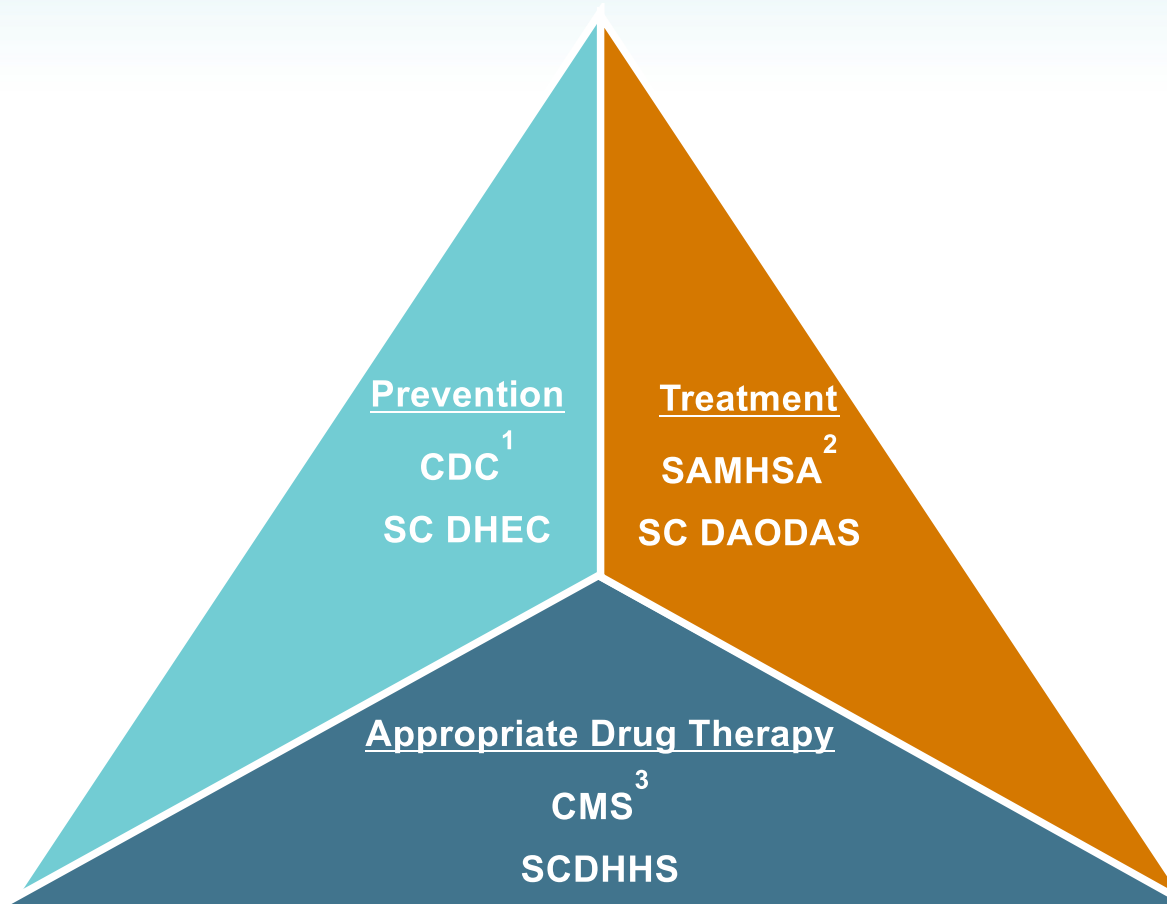 Prevention
CDC1
SC DHEC
Treatment
SAMHSA2
SC DAODAS
Appropriate Drug Therapy
CMS3
SCDHHS